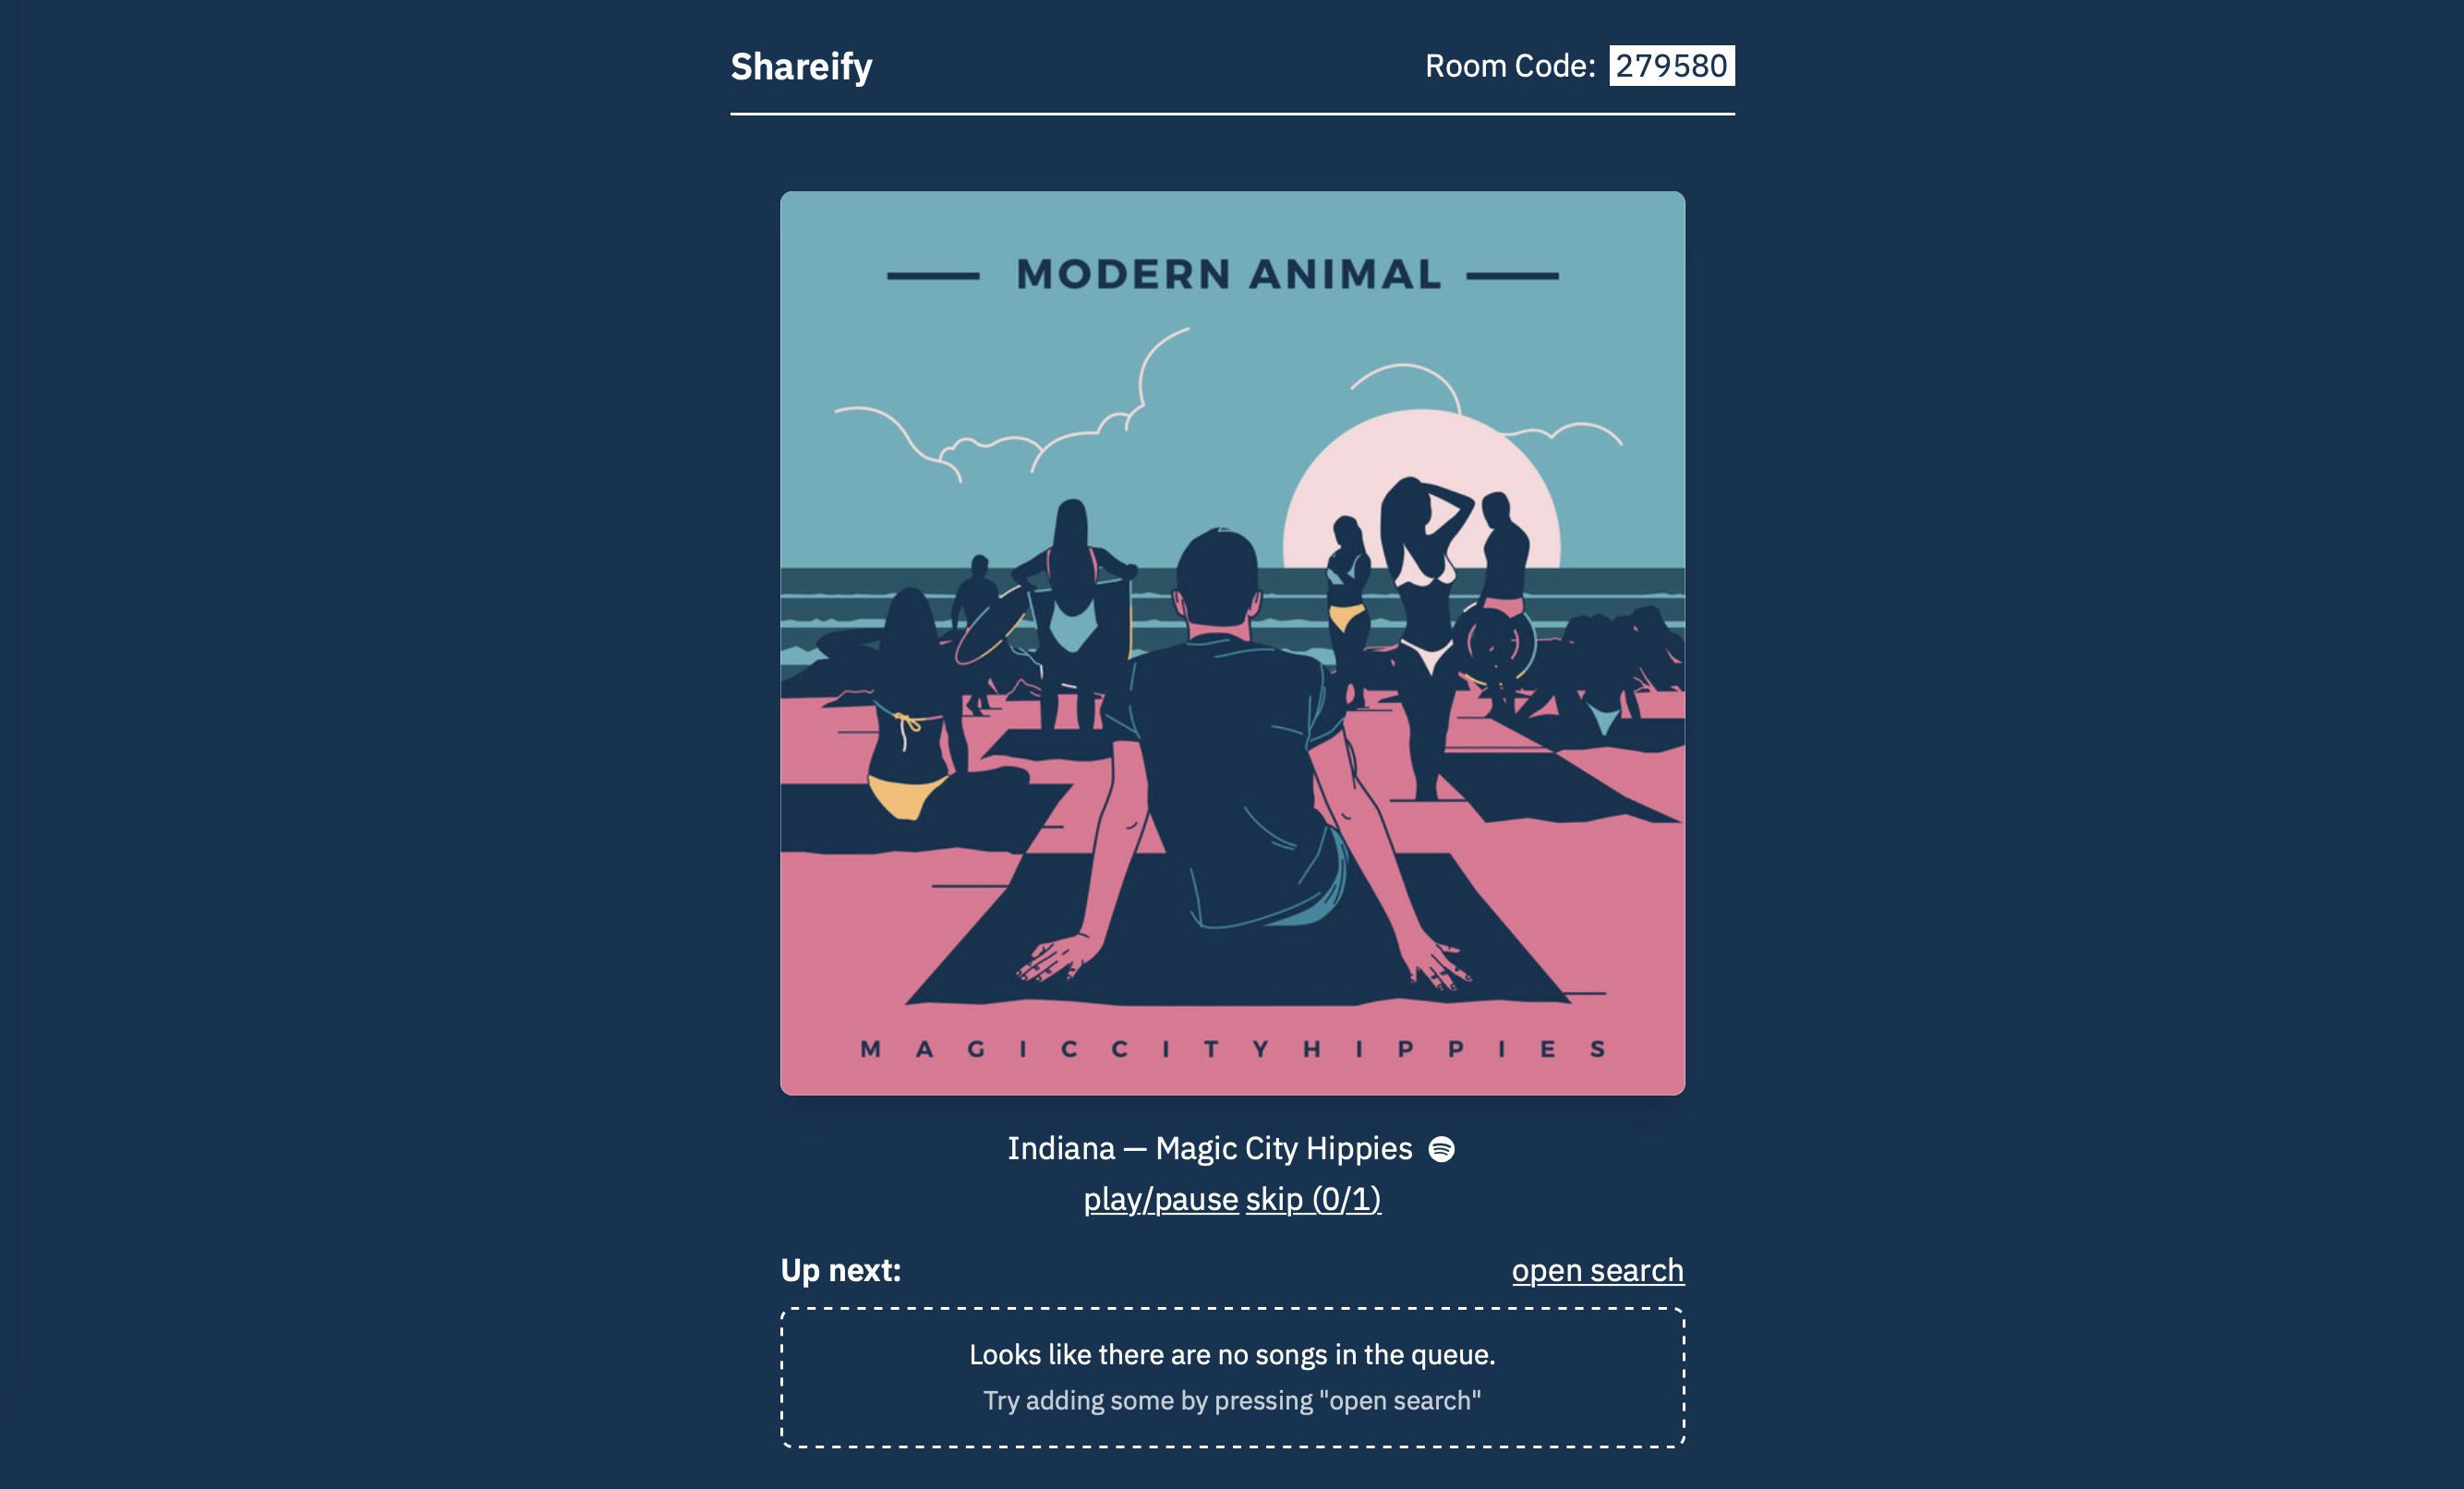 Shareify
Room Code: 279580
MODERN ANIMAL
MAGICCITYHIPPIES
Indiana — Magic City Hippies
play/pause skip (0/1)
Up next:
open search
Looks like there are no songs in the queue.
Try adding some by pressing "open search"